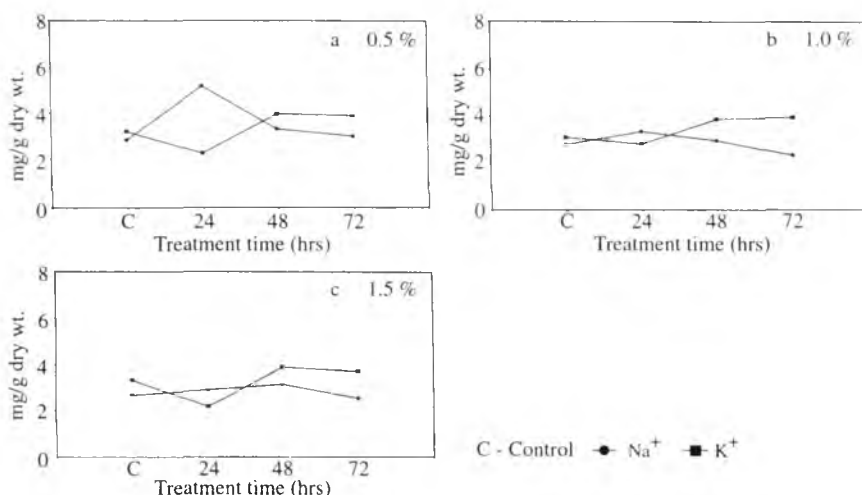 8
a 0.5 %
6
4
2
0
mg/g dry wt.
C 24 48 72
Treatment time (hrs)
8
b 1.0 %
6
4
2
0
mg/g dry wt.
C 24 48 72
Treatment time (hrs)
8
c 1.5 %
6
4
2
0
mg/g dry wt.
C 24 48 72
Treatment time (hrs)
C - Control Na⁺ K⁺